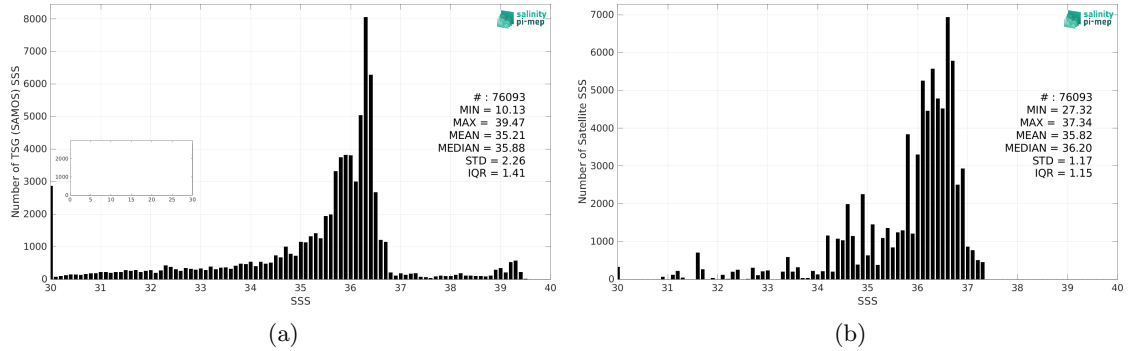 8000
7000
6000
5000
4000
3000
2000
1000
0
Number of TSG (SAMOS) SSS
salinity
pi-mep
# : 76093
MIN = 10.13
MAX = 39.47
MEAN = 35.21
MEDIAN = 35.88
STD = 2.26
IQR = 1.41
2000
1000
0
0 5 10 15 20 25 30
30 31 32 33 34 35 36 37 38 39 40
SSS
(a)
7000
6000
5000
4000
3000
2000
1000
0
Number of Satellite SSS
salinity
pi-mep
# : 76093
MIN = 27.32
MAX = 37.34
MEAN = 35.82
MEDIAN = 36.20
STD = 1.17
IQR = 1.15
30 31 32 33 34 35 36 37 38 39 40
SSS
(b)